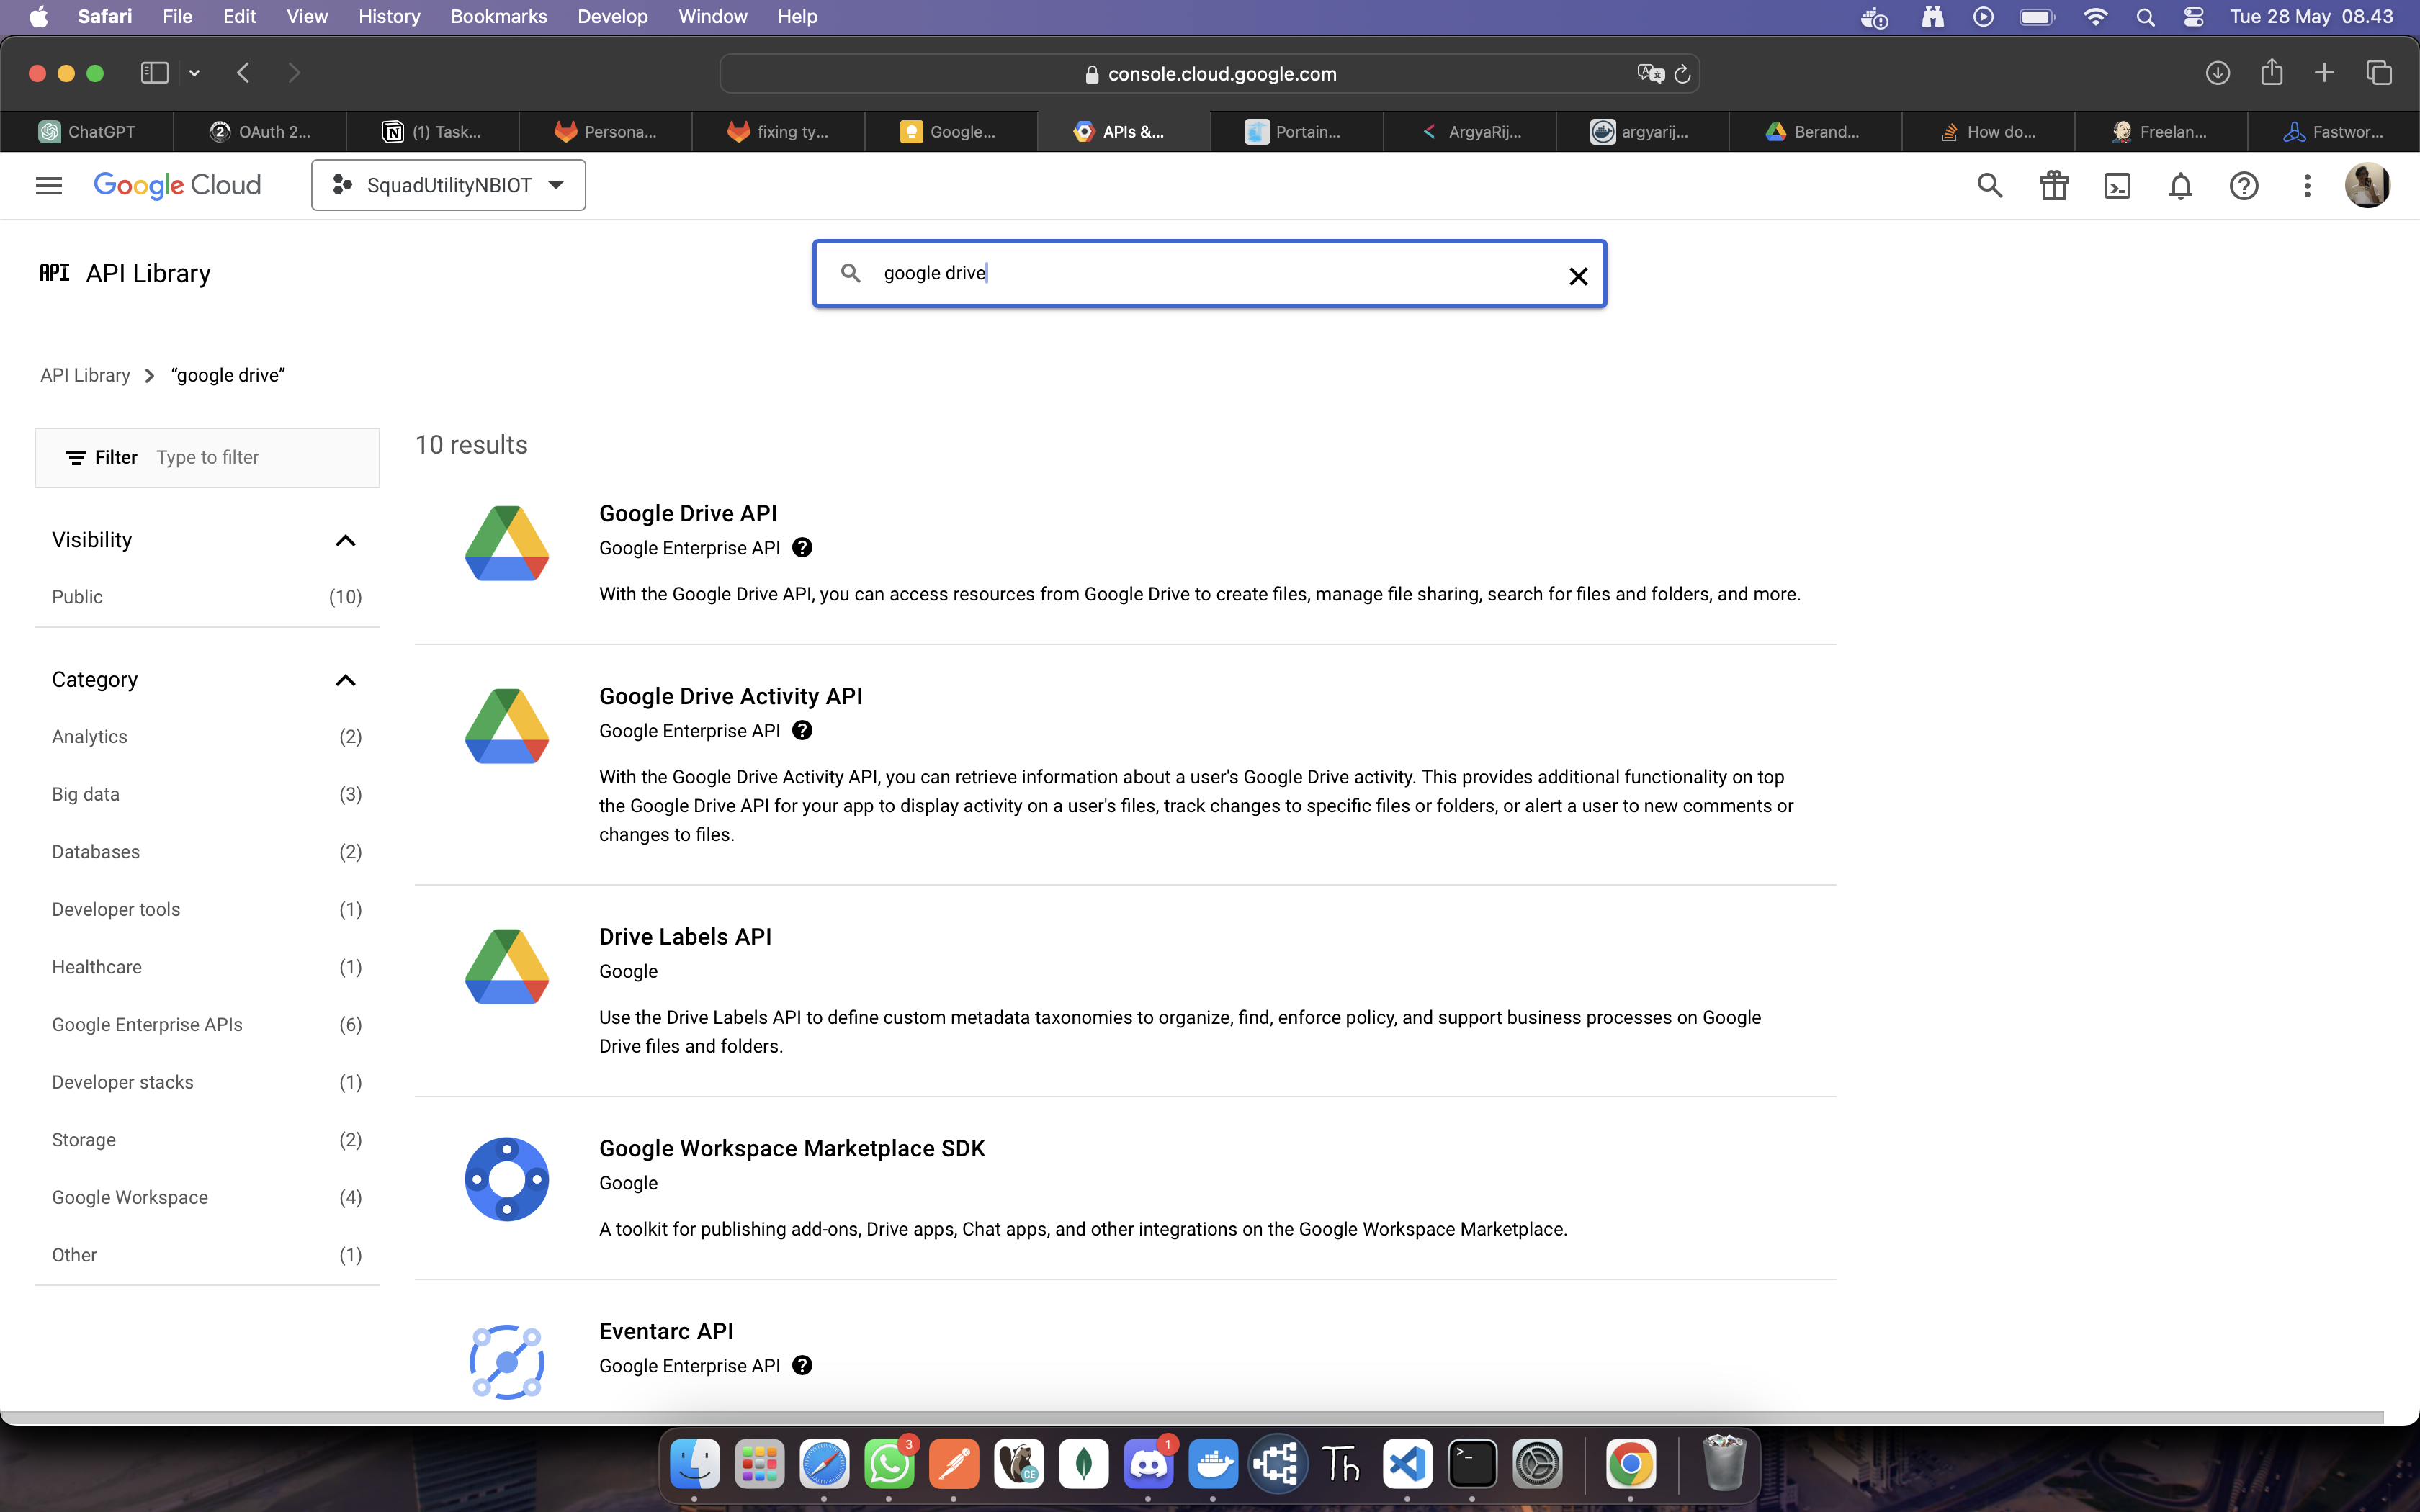 Safari File Edit View History Bookmarks Develop Window Help Tue 28 May 08.43
console.cloud.google.com
ChatGPT OAuth 2... (1) Task... Persona... fixing ty... Google... APIs &... Portain... ArgyaRij... argyarij... Berand... How do... Freelan... Fastwor...
Google Cloud SquadUtilityNBIOT
API API Library
google drive
API Library "google drive"
Filter Type to filter
10 results
Visibility
Public (10)
Category
Analytics (2)
Big data (3)
Databases (2)
Developer tools (1)
Healthcare (1)
Google Enterprise APIs (6)
Developer stacks (1)
Storage (2)
Google Workspace (4)
Other (1)
Google Drive API
Google Enterprise API
With the Google Drive API, you can access resources from Google Drive to create files, manage file sharing, search for files and folders, and more.
Google Drive Activity API
Google Enterprise API
With the Google Drive Activity API, you can retrieve information about a user's Google Drive activity. This provides additional functionality on top
the Google Drive API for your app to display activity on a user's files, track changes to specific files or folders, or alert a user to new comments or
changes to files.
Drive Labels API
Google
Use the Drive Labels API to define custom metadata taxonomies to organize, find, enforce policy, and support business processes on Google
Drive files and folders.
Google Workspace Marketplace SDK
Google
A toolkit for publishing add-ons, Drive apps, Chat apps, and other integrations on the Google Workspace Marketplace.
Eventarc API
Google Enterprise API
3 CE 1 Th